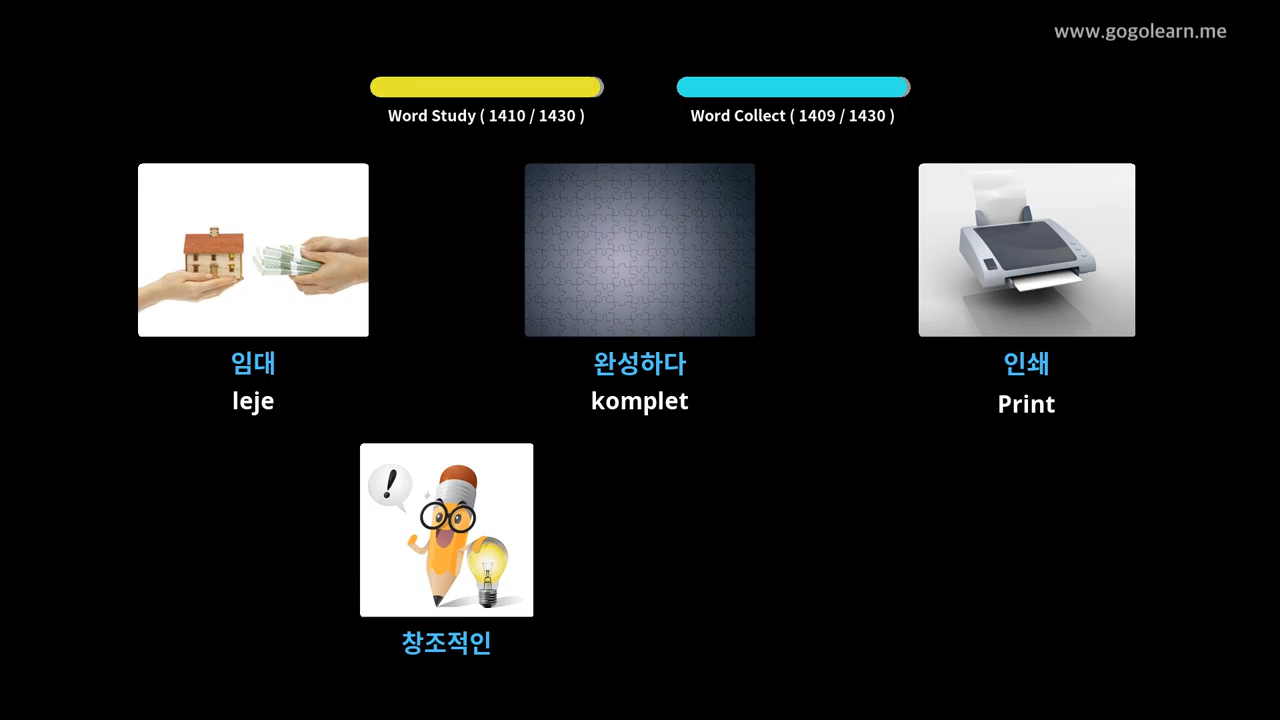 www.gogolearn.me
Word Study ( 1410 / 1430 )
Word Collect ( 1409 / 1430 )
임대
leje
완성하다
komplet
인쇄
Print
!
창조적인